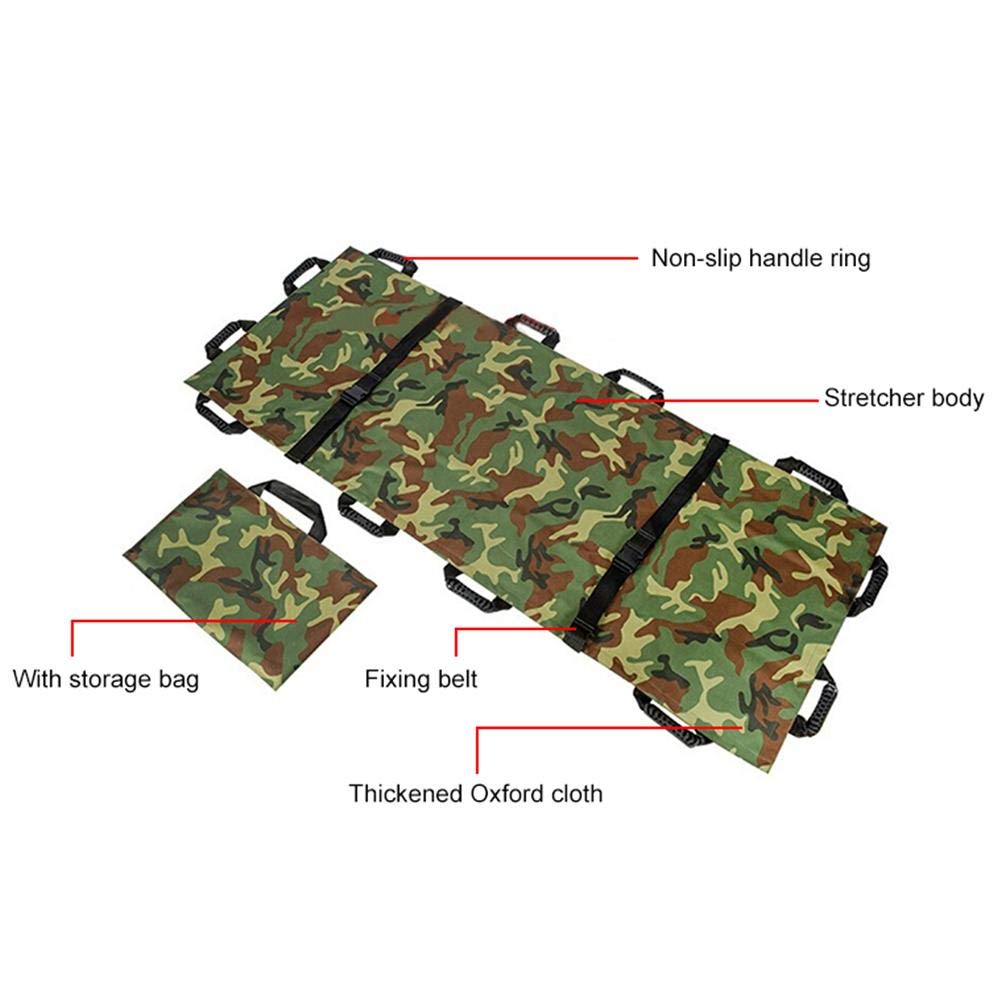 Non-slip handle ring
Stretcher body
With storage bag
Fixing belt
Thickened Oxford cloth